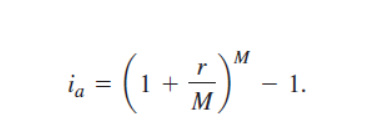 i_a = (1 + r/M)^M − 1.